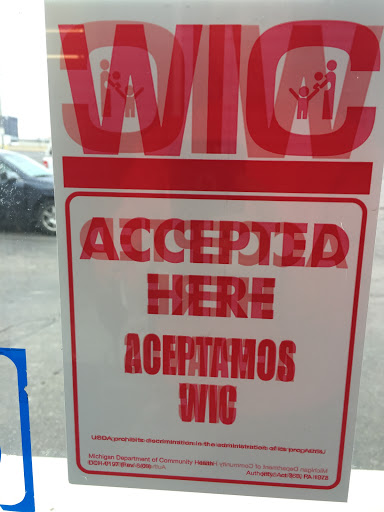 WIC
ACCEPTED
HERE
ACEPTAMOS
WIC
USDA prohibits discrimination in the administration of its programs.
Michigan Department of Community Health